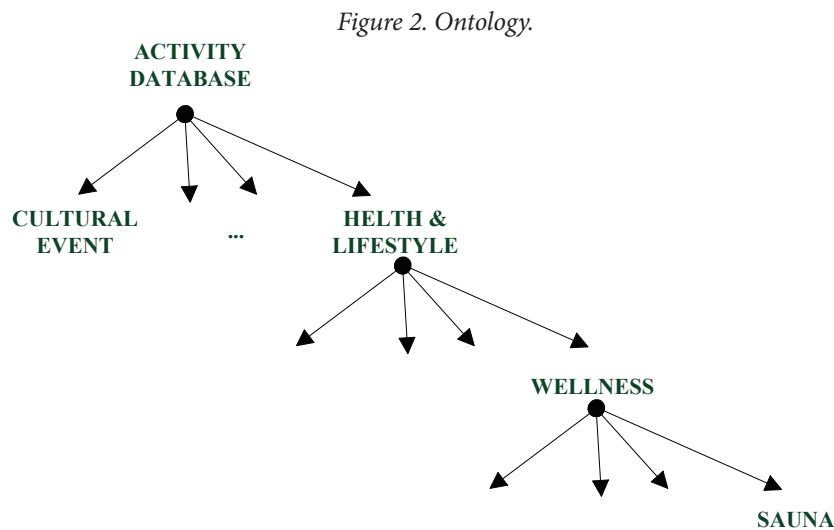 Figure 2. Ontology.
ACTIVITY
DATABASE
CULTURAL
EVENT
...
HELTH &
LIFESTYLE
WELLNESS
SAUNA